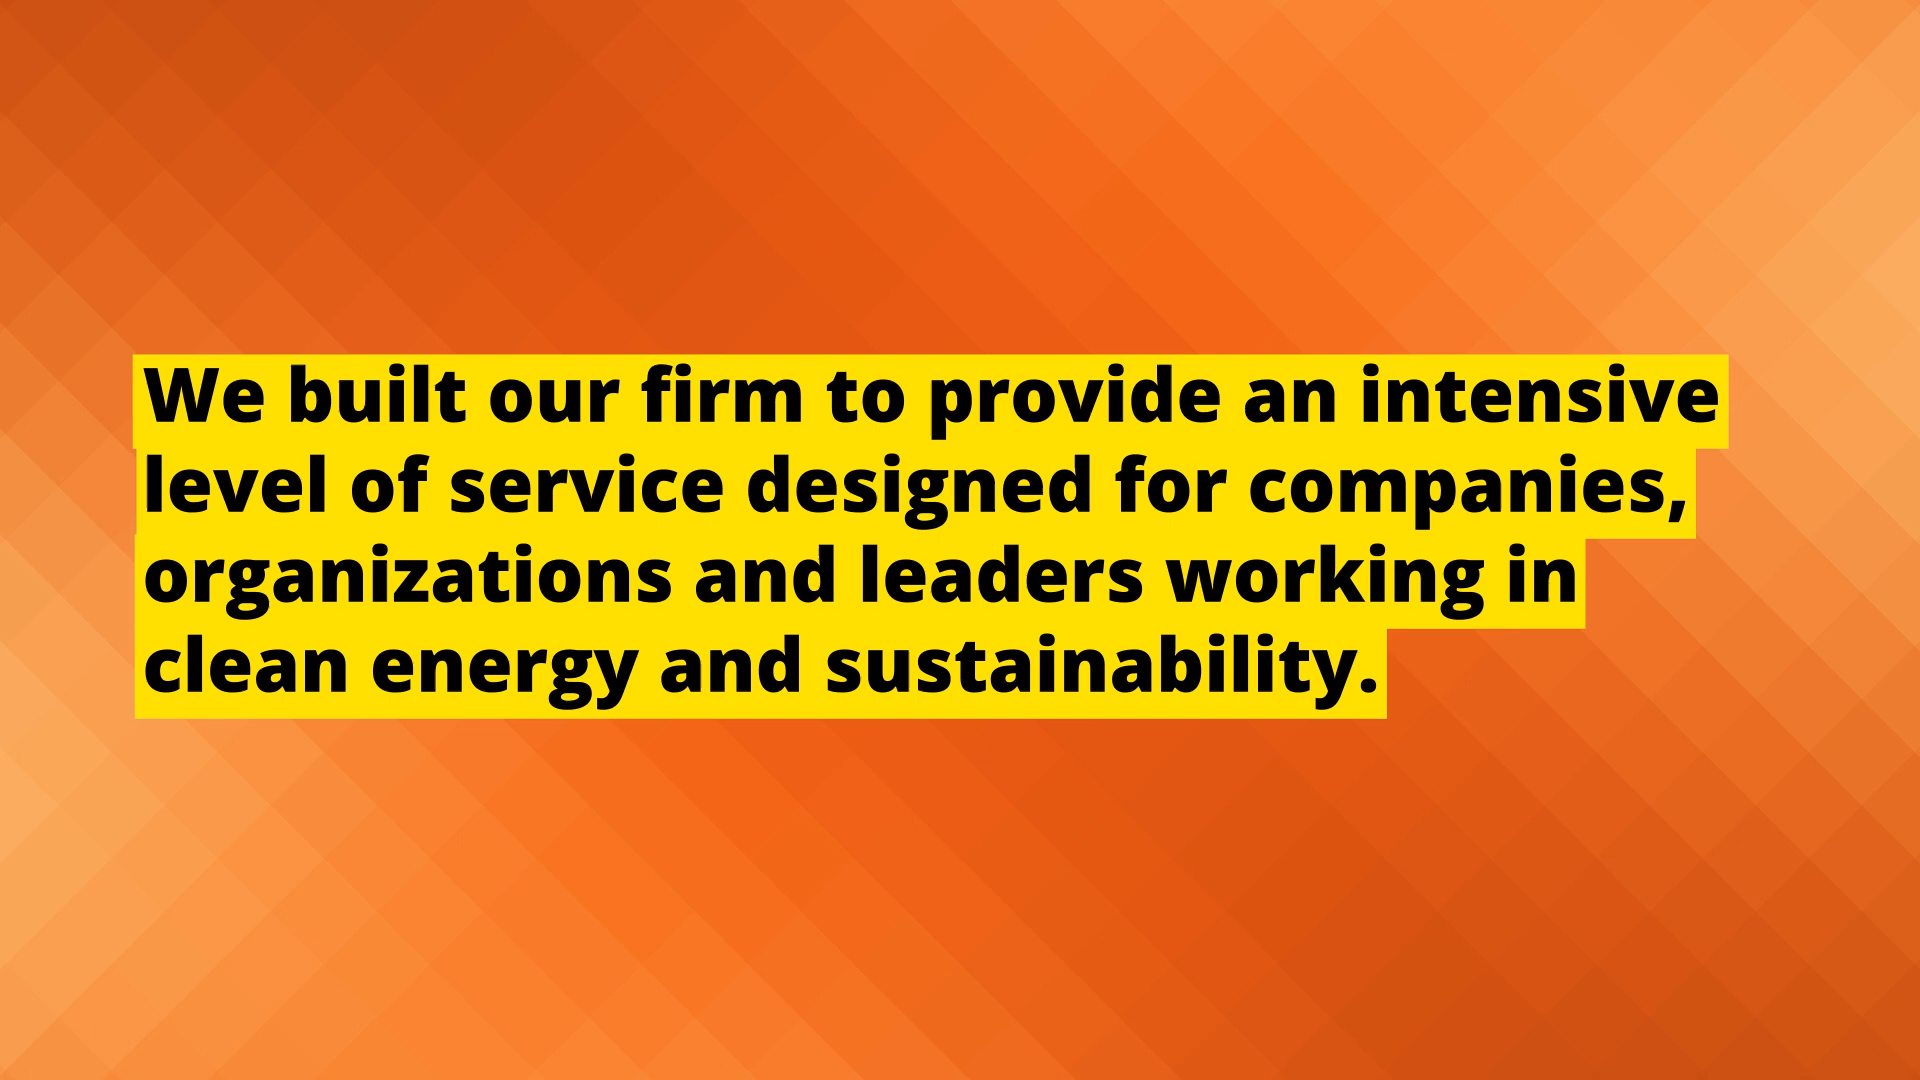 We built our firm to provide an intensive
level of service designed for companies,
organizations and leaders working in
clean energy and sustainability.